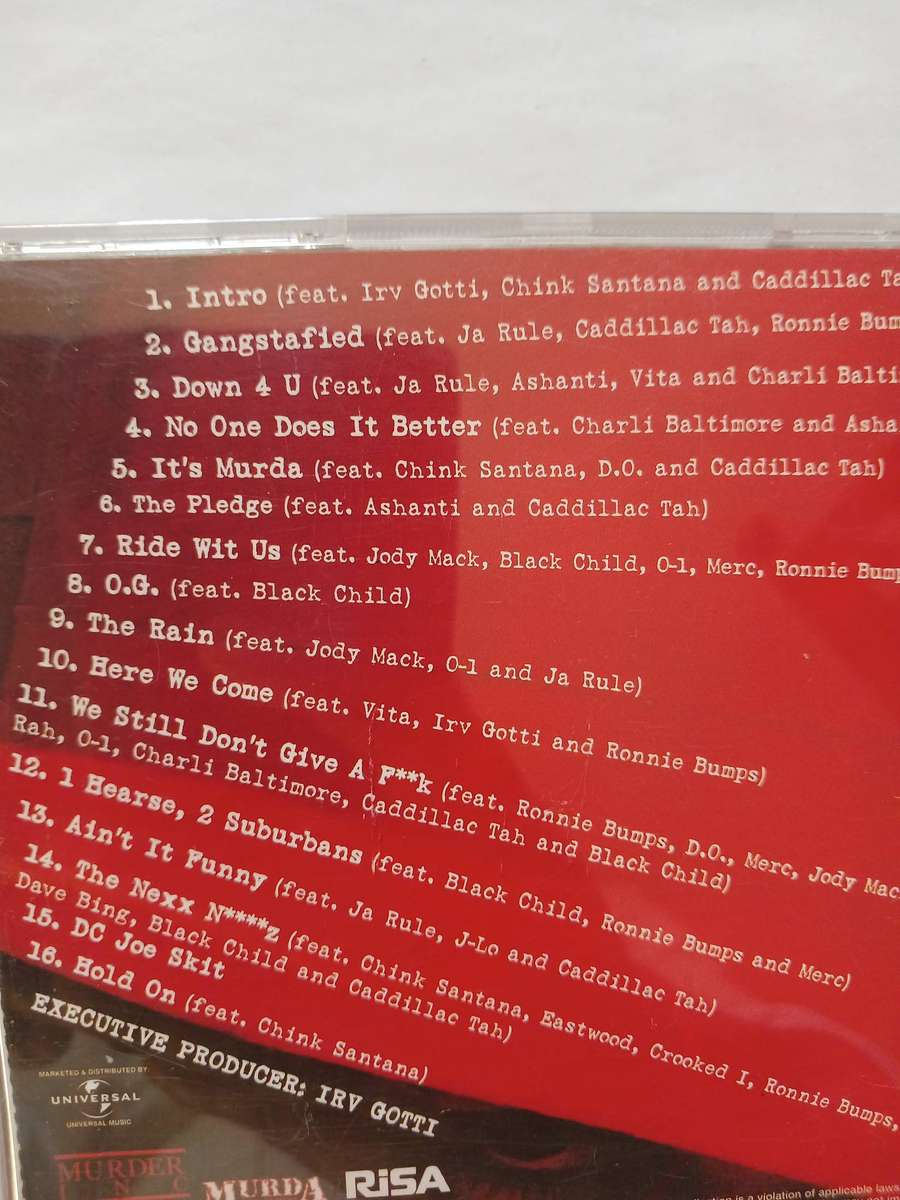 1. Intro (feat. Irv Gotti, Chink Santana and Caddillac Ta
2. Gangstafied (feat. Ja Rule, Caddillac Tah, Ronnie Bum
3. Down 4 U (feat. Ja Rule, Ashanti, Vita and Charli Balti
4. No One Does It Better (feat. Charli Baltimore and Asha
5. It's Murda (feat. Chink Santana, D.O. and Caddillac Tah)
6. The Pledge (feat. Ashanti and Caddillac Tah)
7. Ride Wit Us (feat. Jody Mack, Black Child, O-1, Merc, Ronnie Bump
8. O.G. (feat. Black Child)
9. The Rain (feat. Jody Mack, O-1 and Ja Rule)
10. Here We Come (feat. Vita, Irv Gotti and Ronnie Bumps)
11. We Still Don't Give A F**k (feat. Ronnie Bumps, D.O., Merc, Jody Mac
Rah, O-1, Charli Baltimore, Caddillac Tah and Black Child)
12. 1 Hearse, 2 Suburbans (feat. Black Child, Ronnie Bumps and Merc)
13. Ain't It Funny (feat. Ja Rule, J-Lo and Caddillac Tah)
14. The Nexx N****z (feat. Chink Santana, Eastwood, Crooked I, Ronnie Bumps,
Dave Bing, Black Child and Caddillac Tah)
15. DC Joe Skit
16. Hold On (feat. Chink Santana)
EXECUTIVE PRODUCER: IRV GOTTI
MARKETED & DISTRIBUTED BY:
UNIVERSAL
UNIVERSAL MUSIC
MURDER
INC
MURDA
RiSA
is a violation of applicable laws